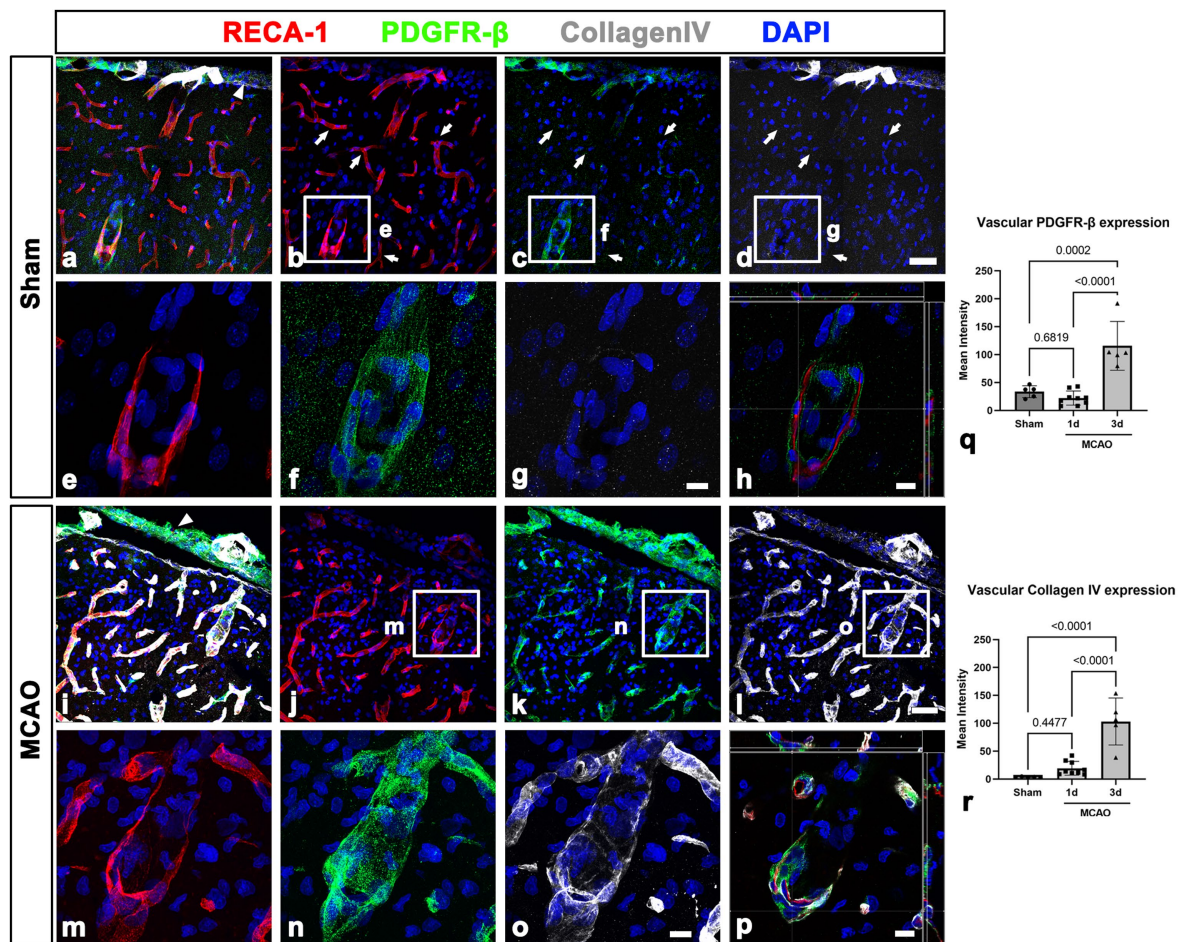 RECA-1 PDGFR-β CollagenIV DAPI
Sham
a
b
e
c
f
d
g
e
f
g
h
MCAO
i
m
j
n
k
o
l
m
n
o
p
Vascular PDGFR-β expression
0.0002
<0.0001
0.6819
Mean Intensity
250
200
150
100
50
0
Sham 1d 3d
MCAO
q
Vascular Collagen IV expression
<0.0001
<0.0001
0.4477
Mean Intensity
250
200
150
100
50
0
Sham 1d 3d
MCAO
r